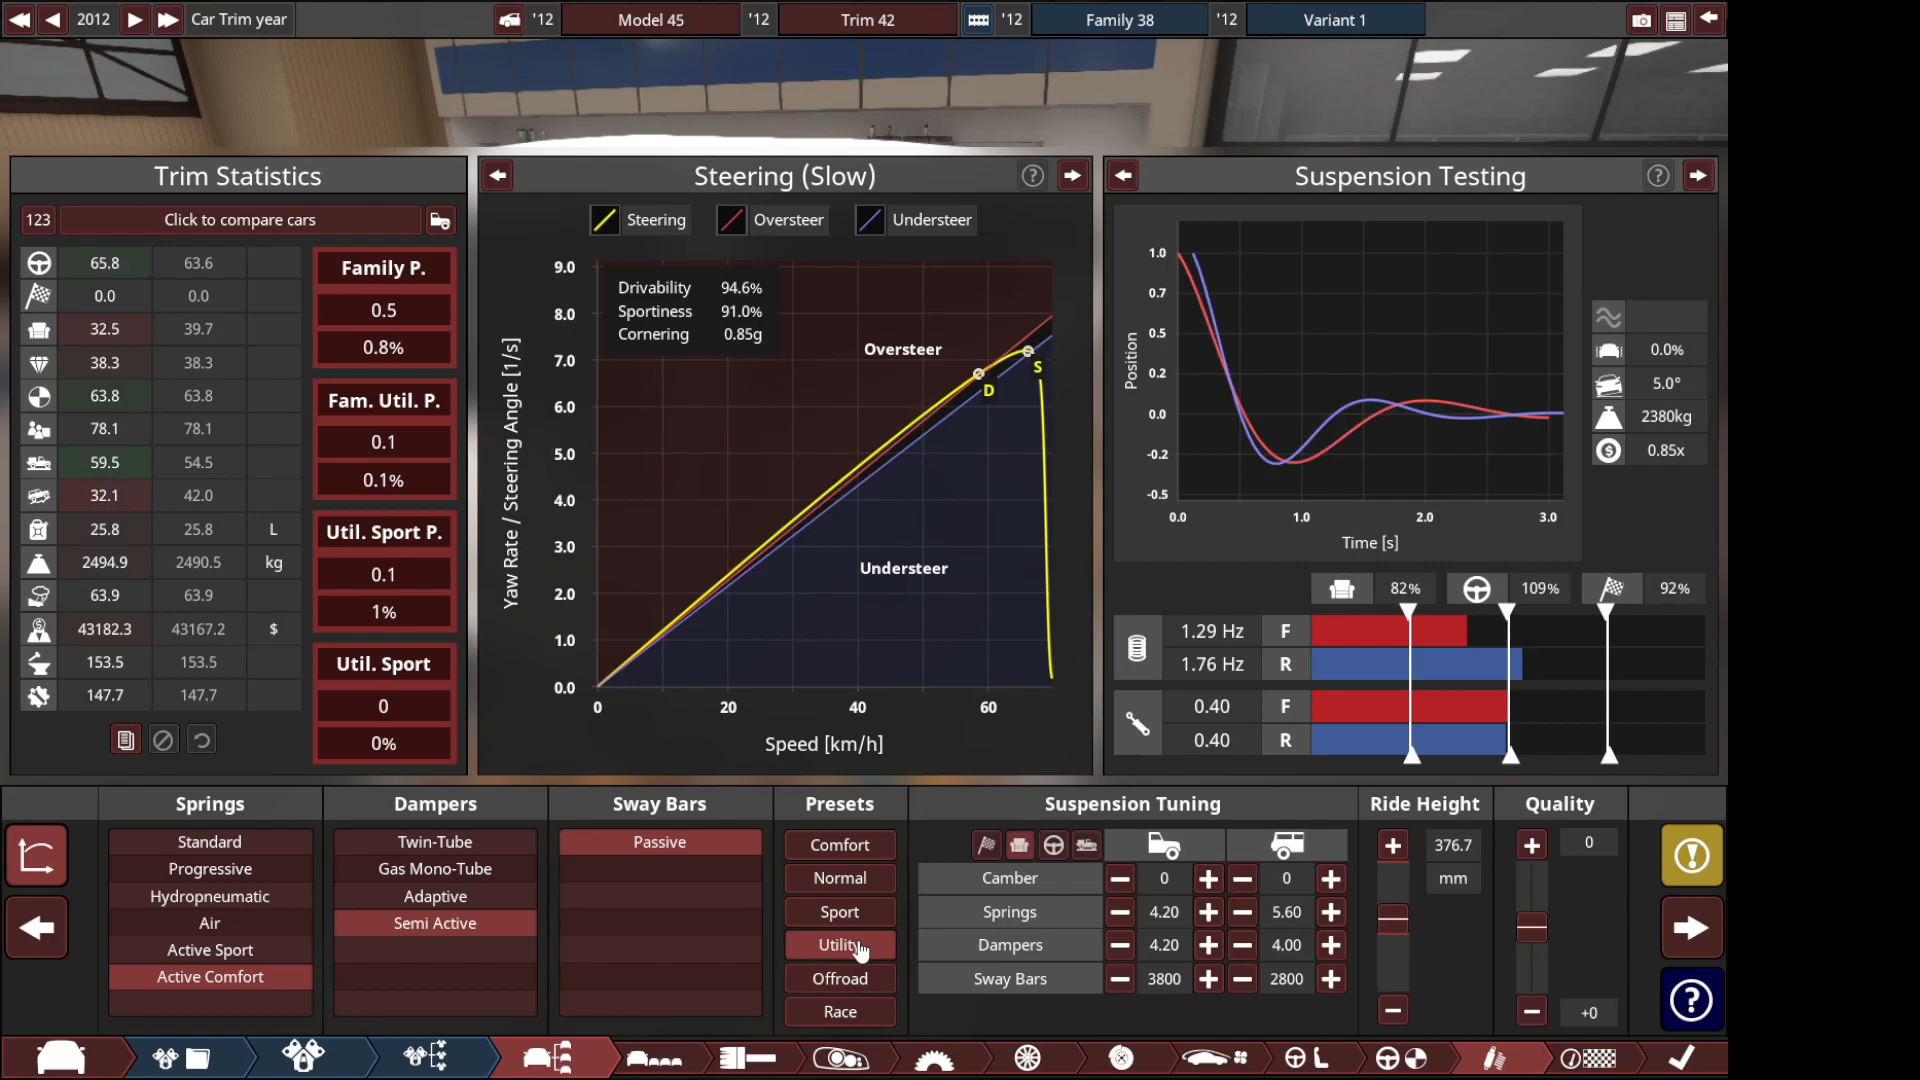 2012
Car Trim year
'12
Model 45
'12
Trim 42
'12
Family 38
'12
Variant 1
Trim Statistics
123
Click to compare cars
65.8 63.6
0.0 0.0
32.5 39.7
38.3 38.3
63.8 63.8
78.1 78.1
59.5 54.5
32.1 42.0
25.8 25.8 L
2494.9 2490.5 kg
63.9 63.9
43182.3 43167.2 $
153.5 153.5
147.7 147.7
Family P.
0.5
0.8%
Fam. Util. P.
0.1
0.1%
Util. Sport P.
0.1
1%
Util. Sport
0
0%
Steering (Slow)
?
Steering
Oversteer
Understeer
Drivability 94.6%
Sportiness 91.0%
Cornering 0.85g
Oversteer
S
D
Understeer
Yaw Rate / Steering Angle [1/s]
9.0
8.0
7.0
6.0
5.0
4.0
3.0
2.0
1.0
0.0
0 20 40 60
Speed [km/h]
Suspension Testing
?
Position
1.0
0.7
0.5
0.2
0.0
-0.2
-0.5
0.0 1.0 2.0 3.0
Time [s]
0.0%
5.0°
2380kg
$ 0.85x
82% 109% 92%
1.29 Hz F
1.76 Hz R
0.40 F
0.40 R
Springs
Standard
Progressive
Hydropneumatic
Air
Active Sport
Active Comfort
Dampers
Twin-Tube
Gas Mono-Tube
Adaptive
Semi Active
Sway Bars
Passive
Presets
Comfort
Normal
Sport
Utility
Offroad
Race
Suspension Tuning
Camber 0 0
Springs 4.20 5.60
Dampers 4.20 4.00
Sway Bars 3800 2800
Ride Height
376.7
mm
Quality
0
+0
?